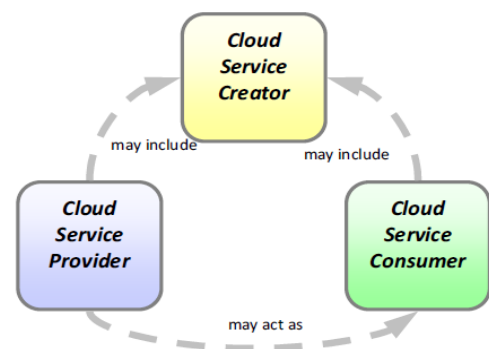 Cloud
Service
Creator
may include
may include
Cloud
Service
Provider
Cloud
Service
Consumer
may act as